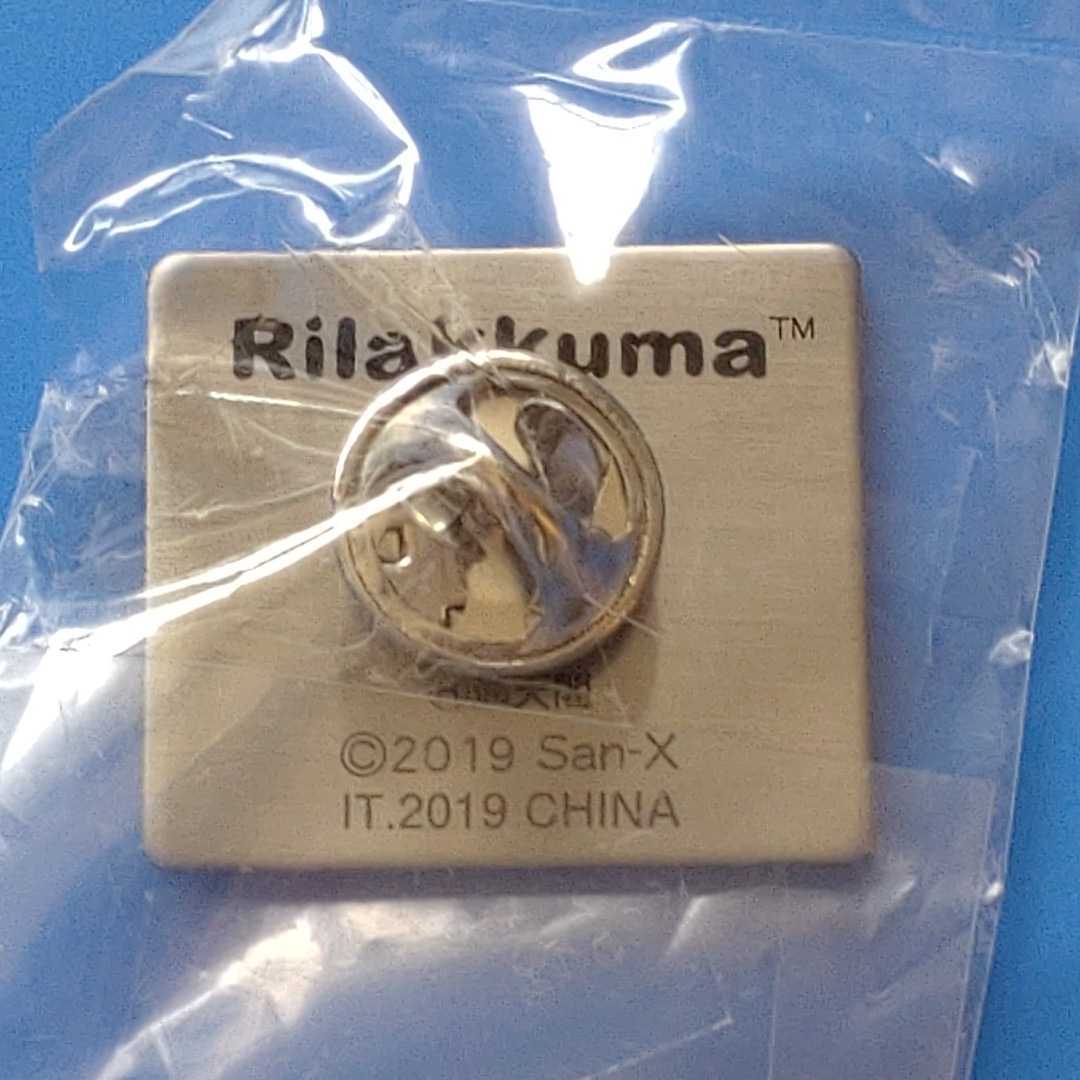 Rilakkuma™
©2019 San-X
IT.2019 CHINA